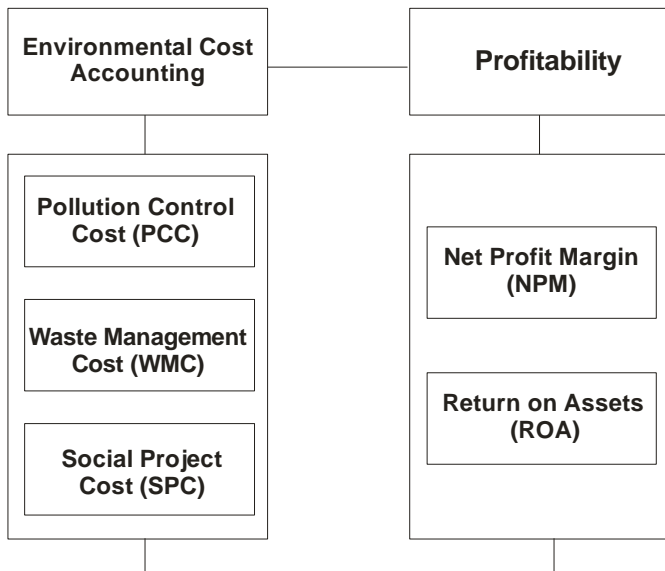 Environmental Cost
Accounting
Profitability
Pollution Control
Cost (PCC)
Waste Management
Cost (WMC)
Social Project
Cost (SPC)
Net Profit Margin
(NPM)
Return on Assets
(ROA)